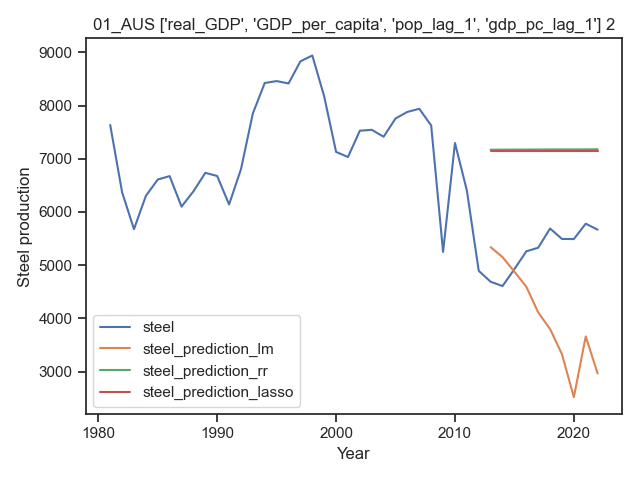 01_AUS ['real_GDP', 'GDP_per_capita', 'pop_lag_1', 'gdp_pc_lag_1'] 2
9000
8000
7000
6000
5000
4000
3000
Steel production
steel
steel_prediction_lm
steel_prediction_rr
steel_prediction_lasso
1980
1990
2000
2010
2020
Year